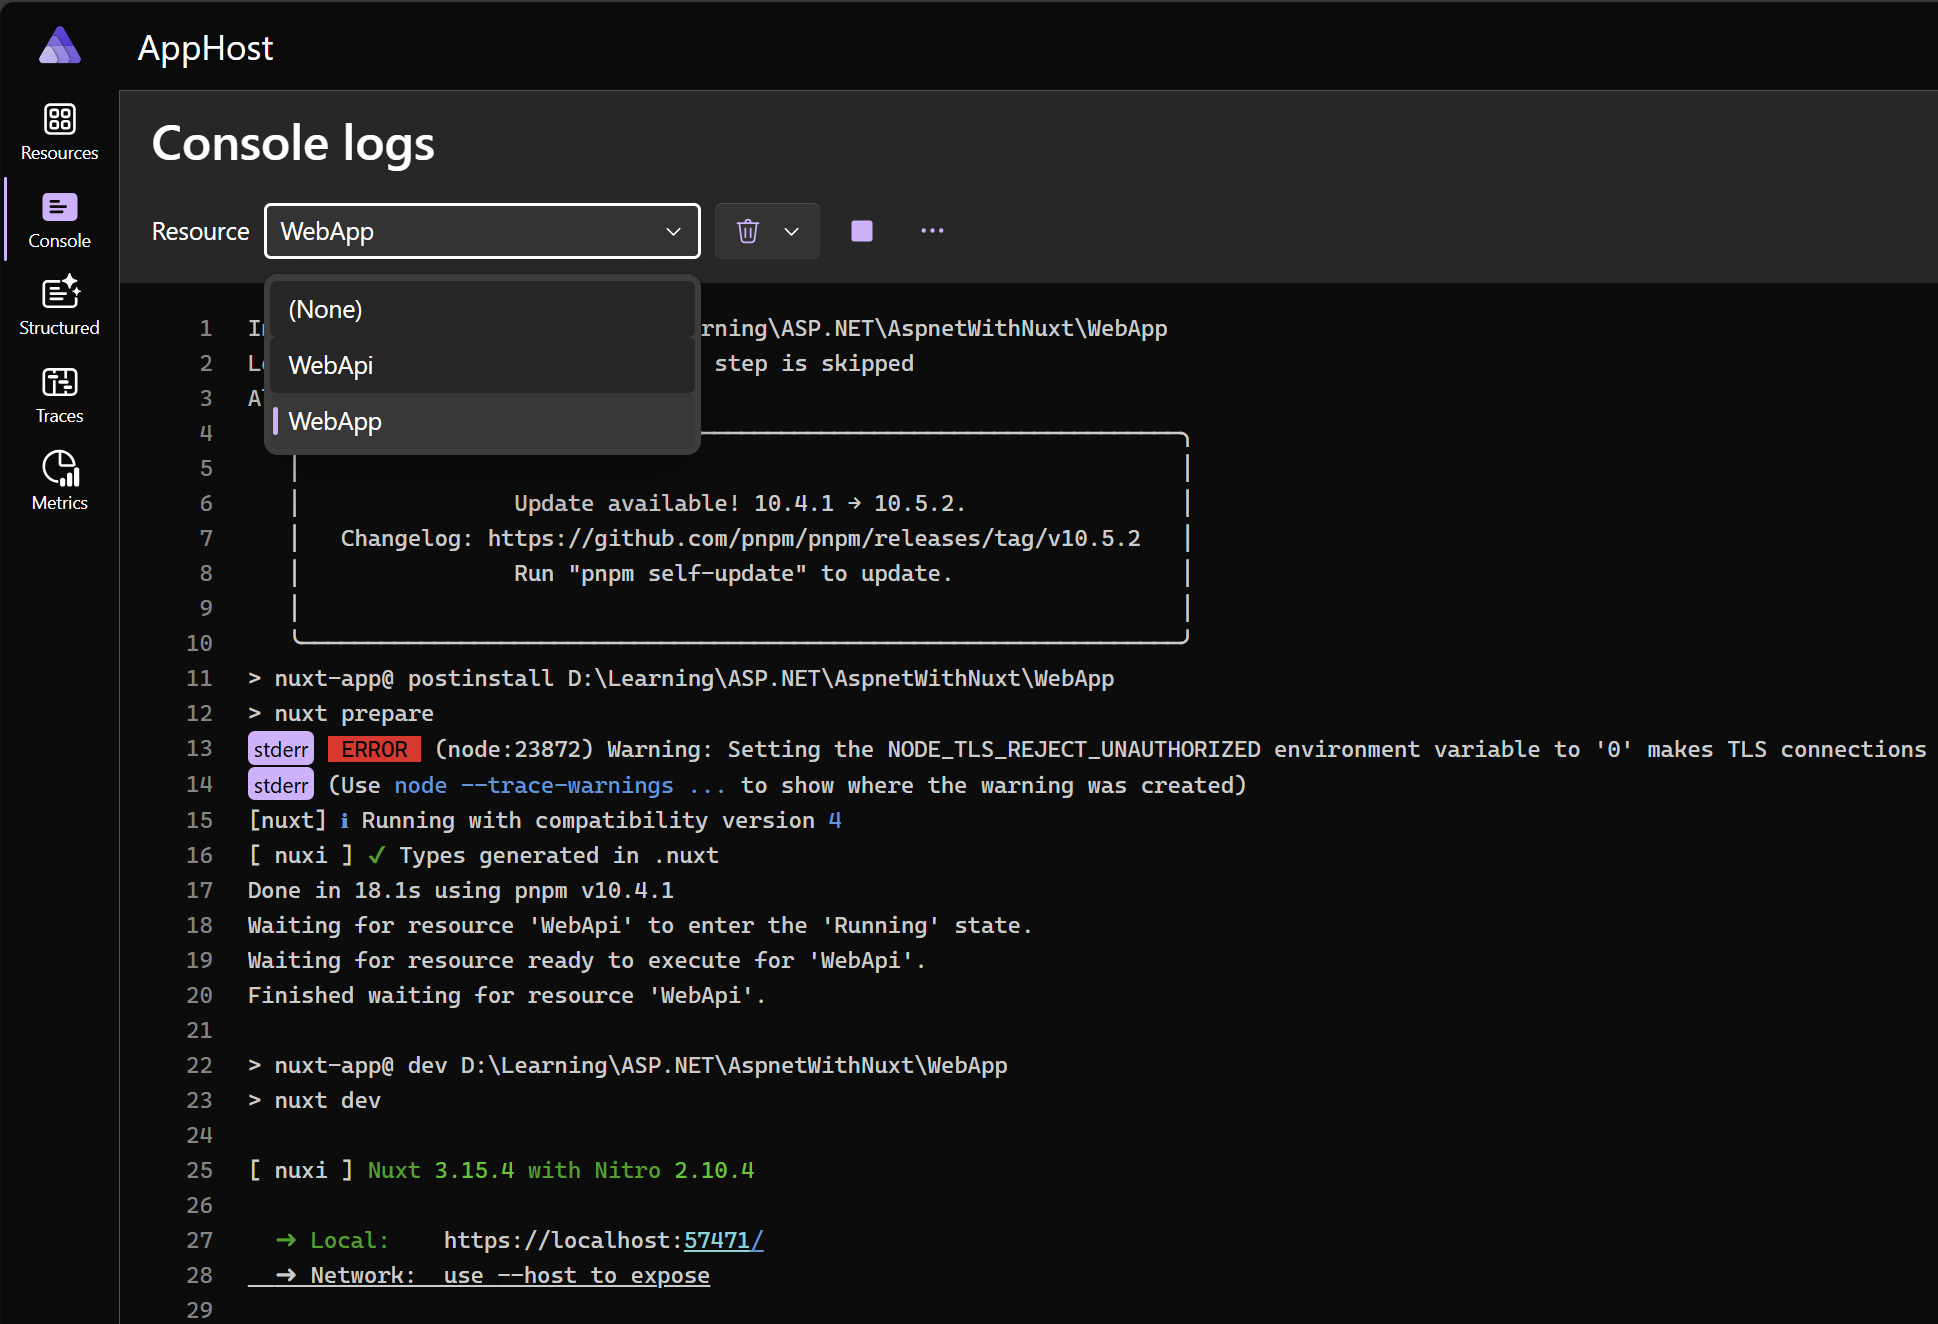 AppHost
Resources
Console
Structured
Traces
Metrics
Console logs
Resource WebApp
(None)
WebApi
WebApp
1 rning\ASP.NET\AspnetWithNuxt\WebApp
2 step is skipped
3
4
5
6 Update available! 10.4.1 → 10.5.2.
7 Changelog: https://github.com/pnpm/pnpm/releases/tag/v10.5.2
8 Run "pnpm self-update" to update.
9
10
11 > nuxt-app@ postinstall D:\Learning\ASP.NET\AspnetWithNuxt\WebApp
12 > nuxt prepare
13 stderr ERROR (node:23872) Warning: Setting the NODE_TLS_REJECT_UNAUTHORIZED environment variable to '0' makes TLS connections
14 stderr (Use node --trace-warnings ... to show where the warning was created)
15 [nuxt] ℹ Running with compatibility version 4
16 [ nuxi ] ✓ Types generated in .nuxt
17 Done in 18.1s using pnpm v10.4.1
18 Waiting for resource 'WebApi' to enter the 'Running' state.
19 Waiting for resource ready to execute for 'WebApi'.
20 Finished waiting for resource 'WebApi'.
21
22 > nuxt-app@ dev D:\Learning\ASP.NET\AspnetWithNuxt\WebApp
23 > nuxt dev
24
25 [ nuxi ] Nuxt 3.15.4 with Nitro 2.10.4
26
27 ➜ Local: https://localhost:57471/
28 ➜ Network: use --host to expose
29